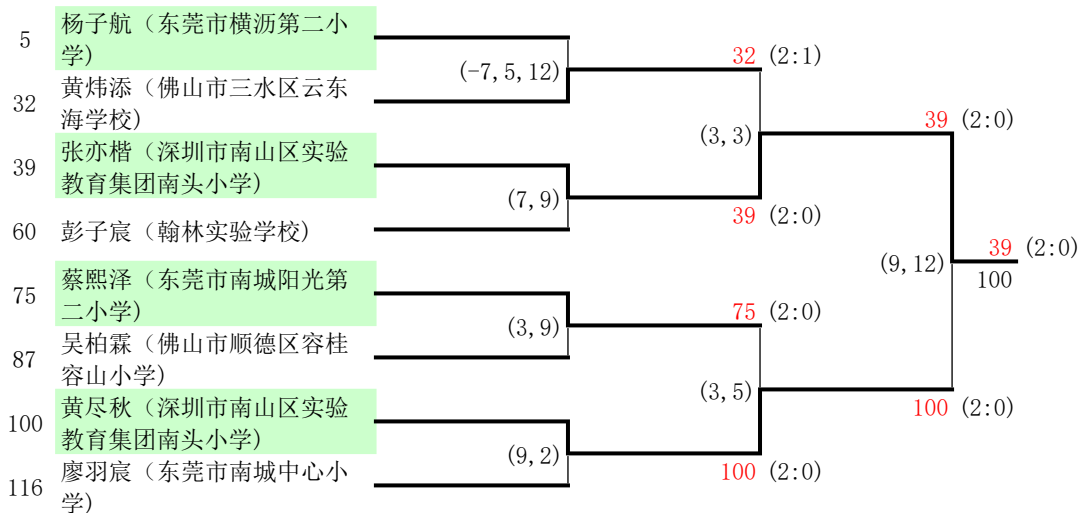 5
杨子航（东莞市横沥第二小
学)
(-7,5,12)
32 (2:1)
32
黄炜添（佛山市三水区云东
海学校)
(3,3)
39 (2:0)
39
张亦楷（深圳市南山区实验
教育集团南头小学)
(7,9)
39 (2:0)
60
彭子宸（翰林实验学校)
(9,12)
39 (2:0)
100
75
蔡熙泽（东莞市南城阳光第
二小学)
(3,9)
75 (2:0)
87
吴柏霖（佛山市顺德区容桂
容山小学)
(3,5)
100 (2:0)
100
黄尽秋（深圳市南山区实验
教育集团南头小学)
(9,2)
100 (2:0)
116
廖羽宸（东莞市南城中心小
学)